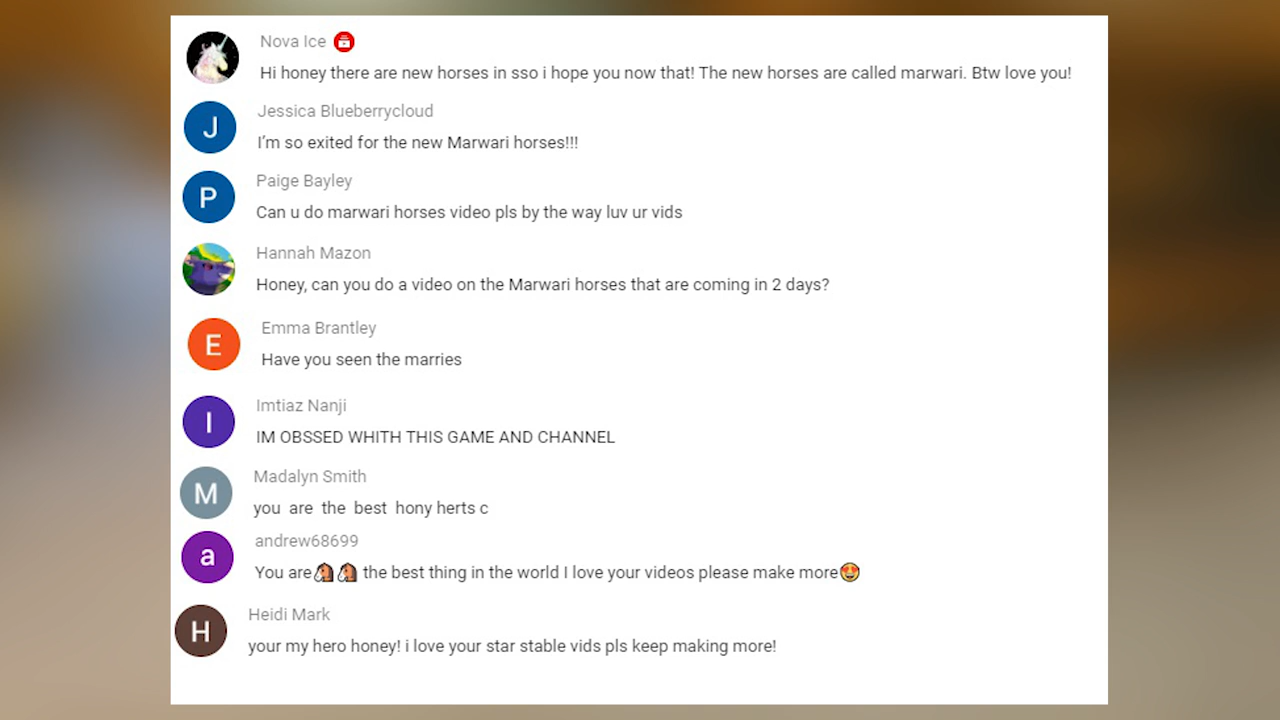 Nova Ice
Hi honey there are new horses in sso i hope you now that! The new horses are called marwari. Btw love you!
J
Jessica Blueberrycloud
I'm so exited for the new Marwari horses!!!
P
Paige Bayley
Can u do marwari horses video pls by the way luv ur vids
Hannah Mazon
Honey, can you do a video on the Marwari horses that are coming in 2 days?
E
Emma Brantley
Have you seen the marries
I
Imtiaz Nanji
IM OBSSED WHITH THIS GAME AND CHANNEL
M
Madalyn Smith
you are the best hony herts c
a
andrew68699
You are🐴🐴 the best thing in the world I love your videos please make more😍
H
Heidi Mark
your my hero honey! i love your star stable vids pls keep making more!